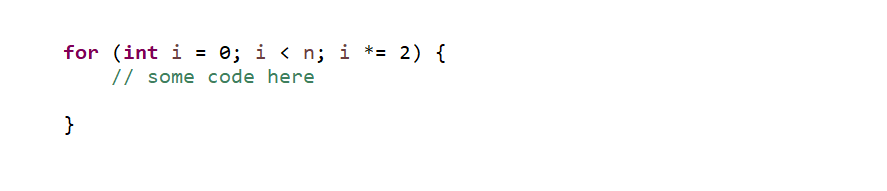 for (int i = 0; i < n; i *= 2) {
    // some code here
}